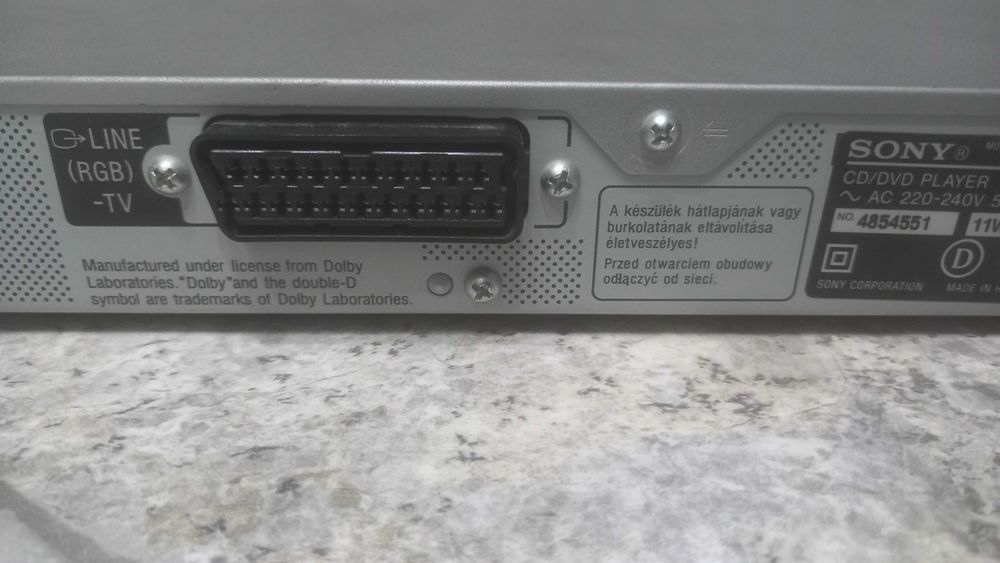 LINE
(RGB)
-TV
Manufactured under license from Dolby
Laboratories."Dolby"and the double-D
symbol are trademarks of Dolby Laboratories.
A készülék hátlapjának vagy
burkolatának eltávolítása
életveszélyes!
Przed otwarciem obudowy
odłączyć od sieci.
SONY®
CD/DVD PLAYER
AC 220-240V
NO. 4854551
D
SONY CORPORATION MADE IN